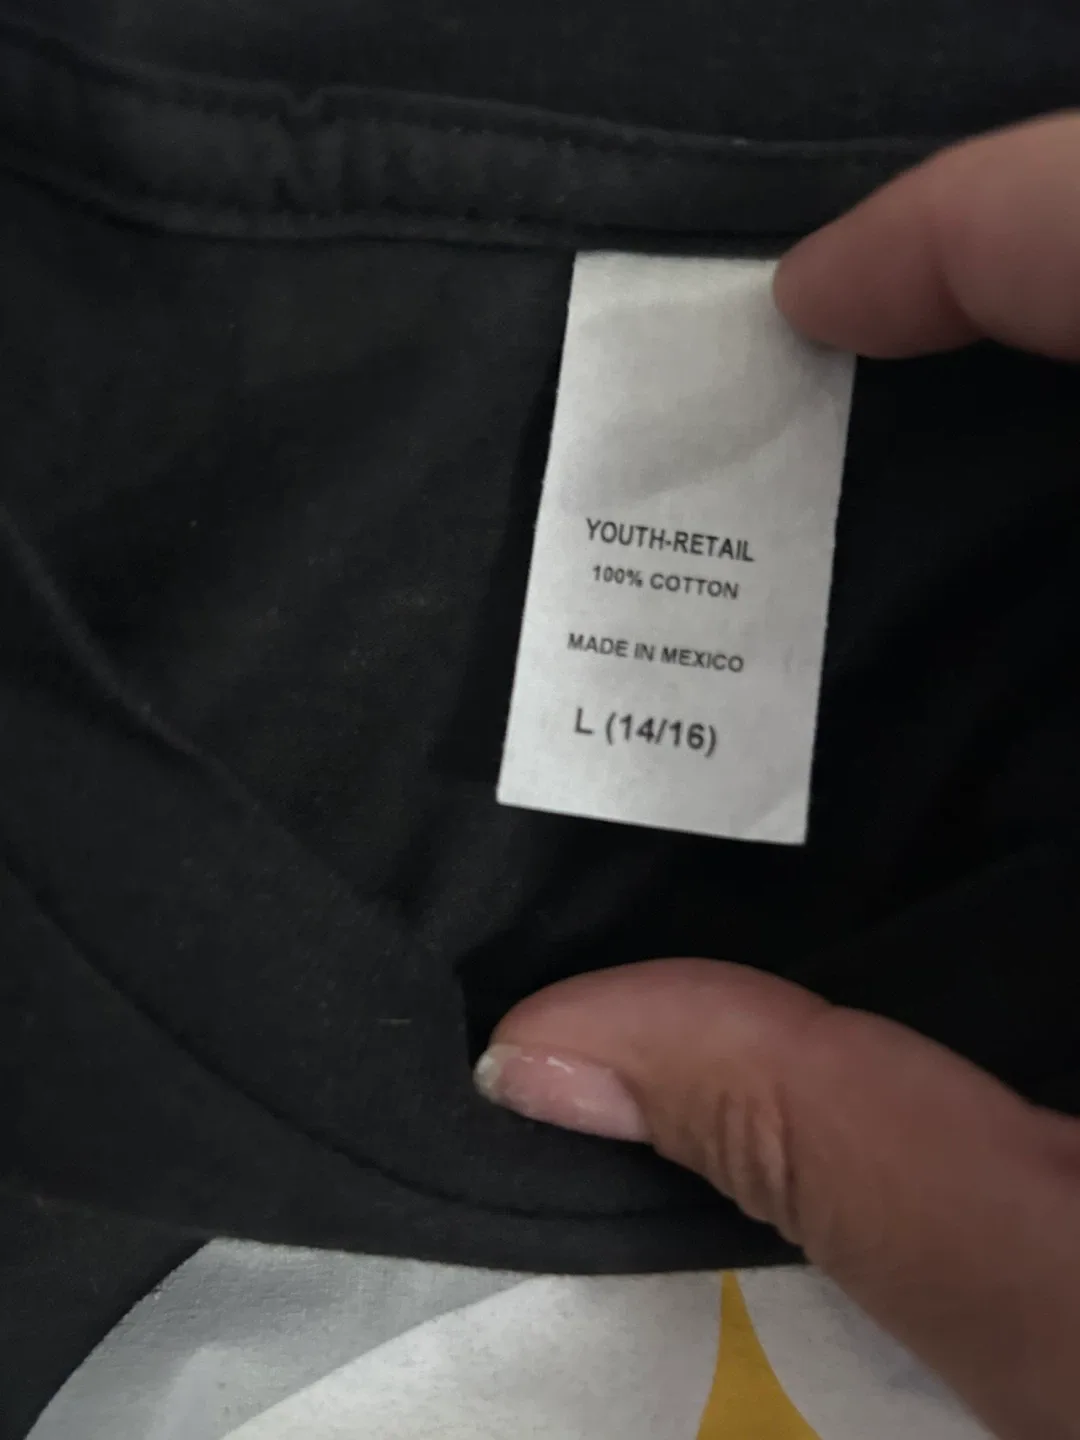 YOUTH-RETAIL
100% COTTON
MADE IN MEXICO
L (14/16)